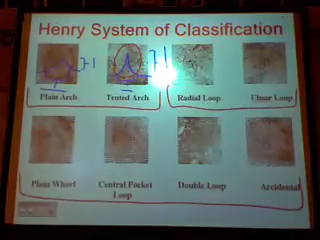 Henry System of Classification
Plain Arch
Tented Arch
Radial Loop
Ulnar Loop
Plain Whorl
Central Pocket
Loop
Double Loop
Accidental